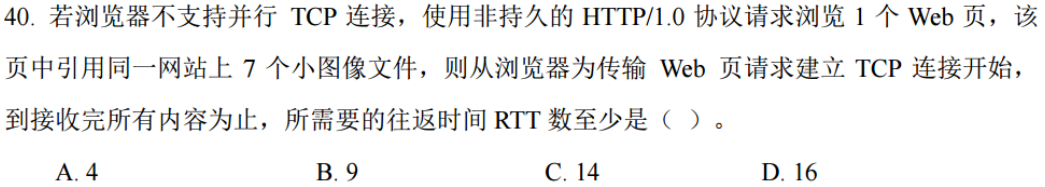 40. 若浏览器不支持并行 TCP 连接，使用非持久的 HTTP/1.0 协议请求浏览 1 个 Web 页，该
页中引用同一网站上 7 个小图像文件，则从浏览器为传输 Web 页请求建立 TCP 连接开始，
到接收完所有内容为止，所需要的往返时间 RTT 数至少是（ ）。
A. 4 B. 9 C. 14 D. 16